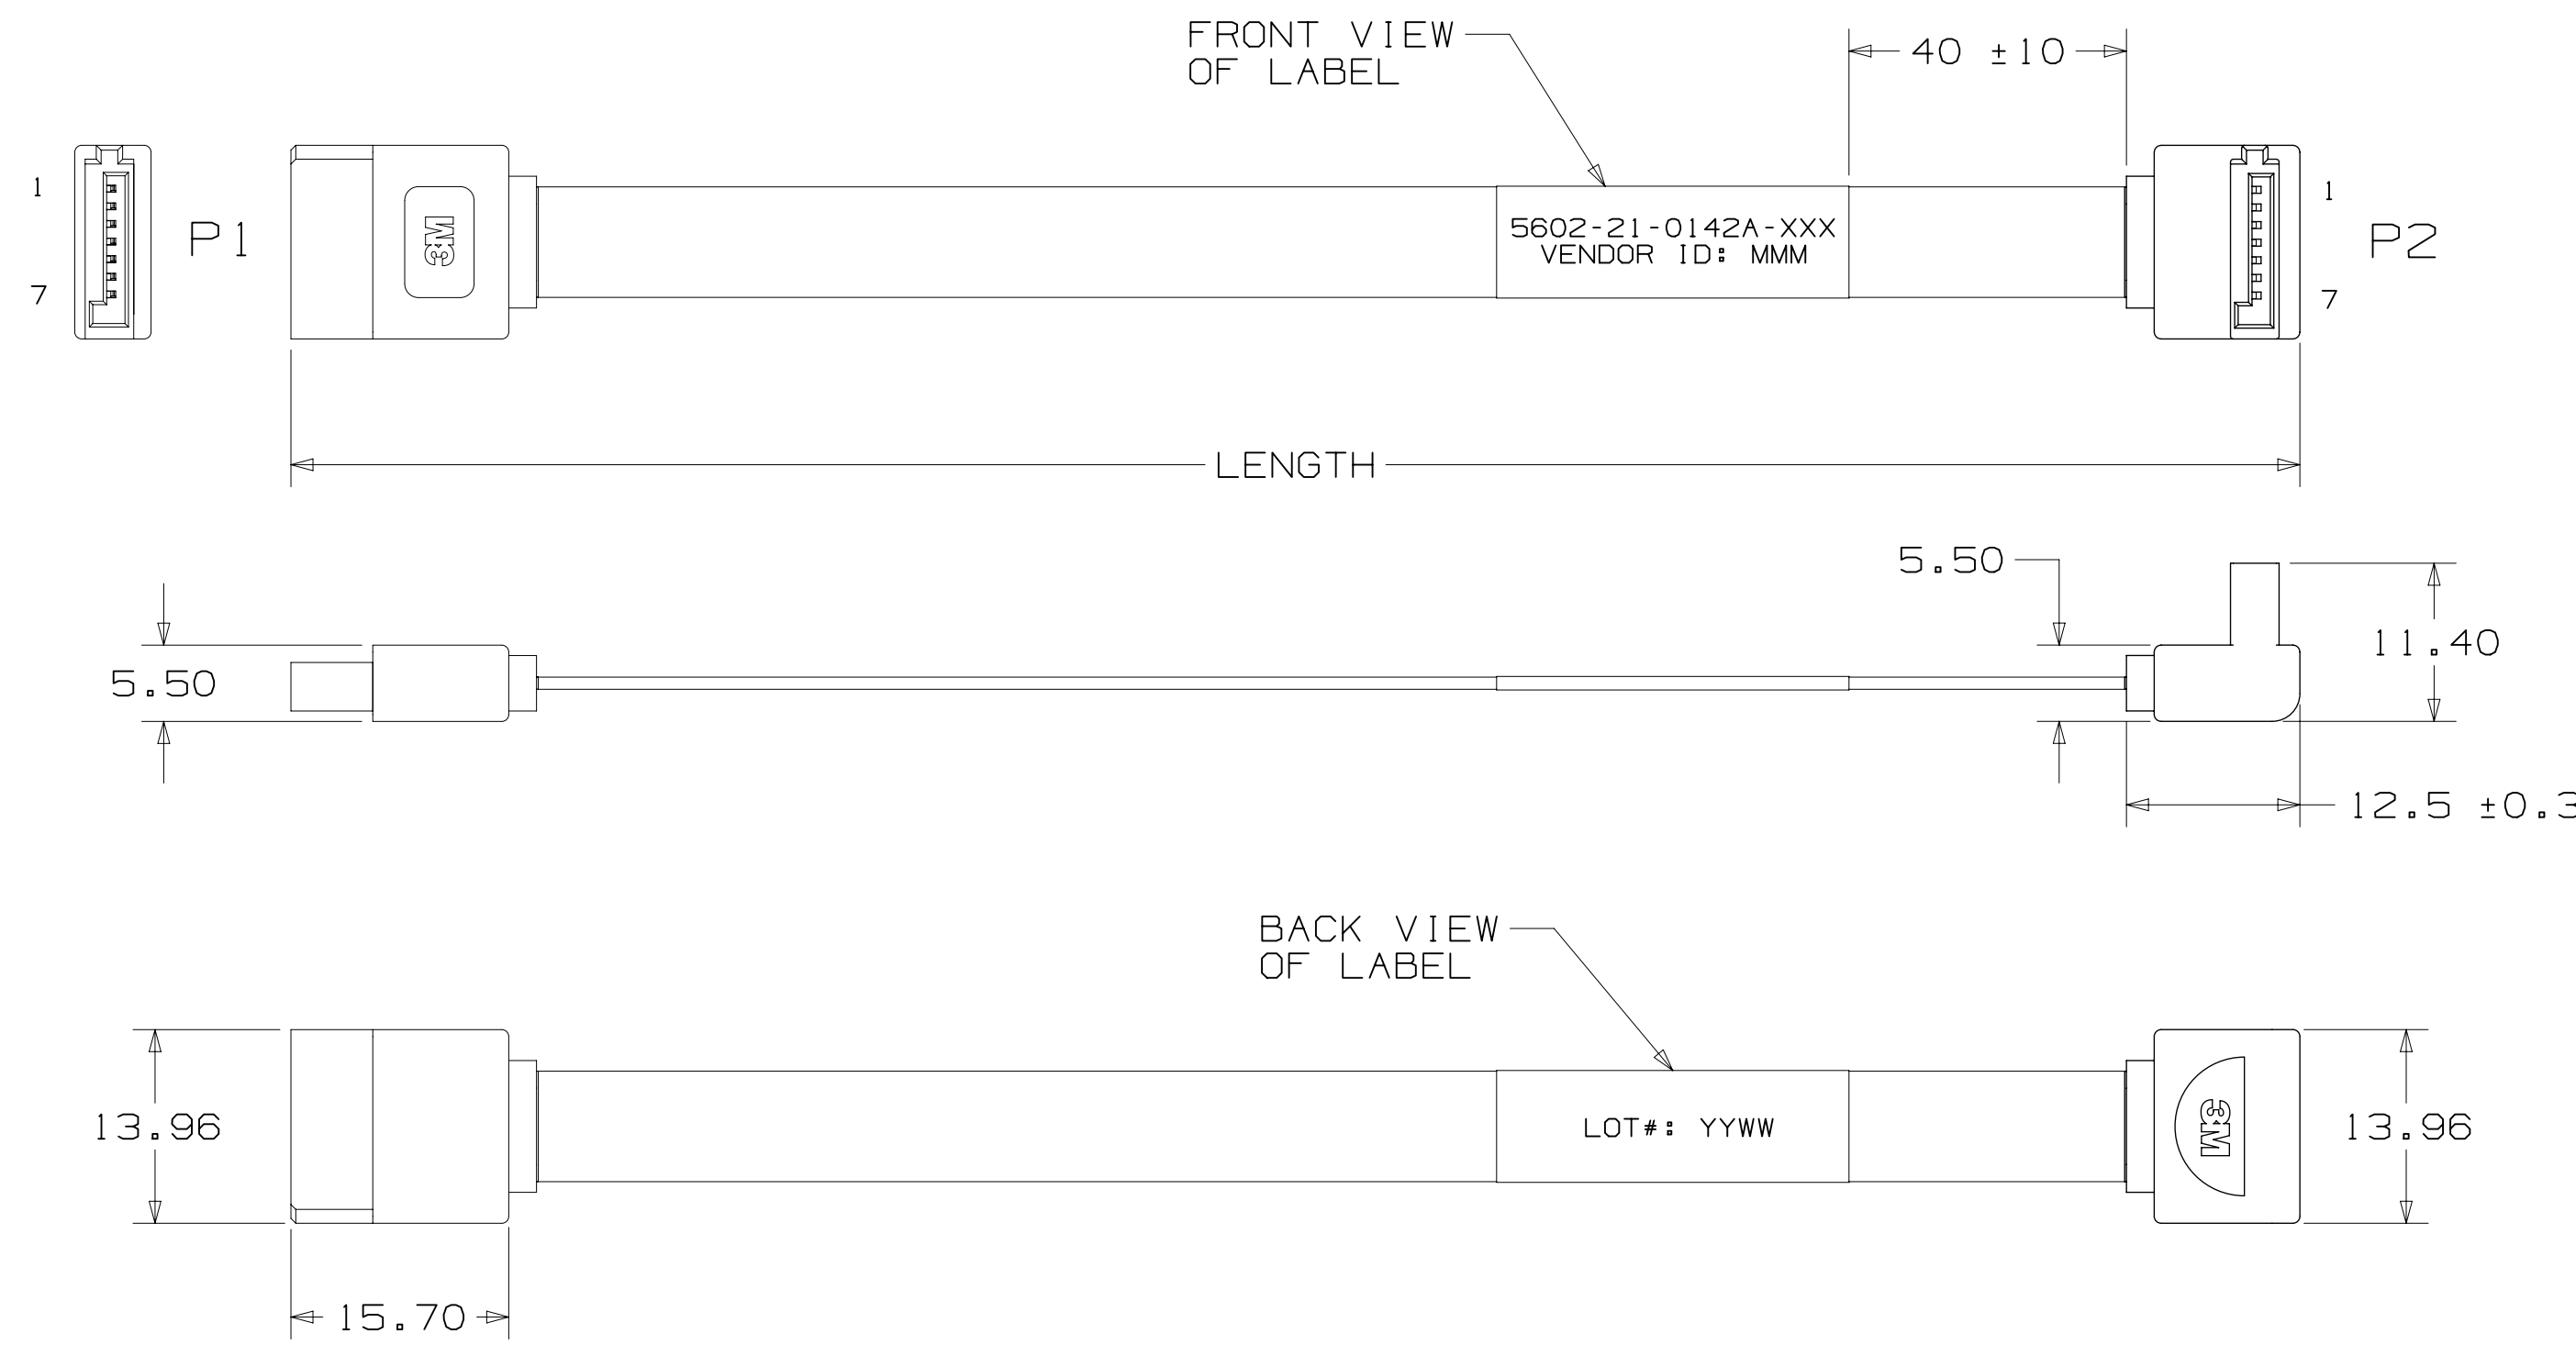 FRONT VIEW
OF LABEL
40 ±10
1
7
P1
3M
5602-21-0142A-XXX
VENDOR ID: MMM
1
7
P2
LENGTH
5.50
5.50
11.40
12.5 ±0.3
BACK VIEW
OF LABEL
13.96
LOT#: YYWW
3M
13.96
15.70